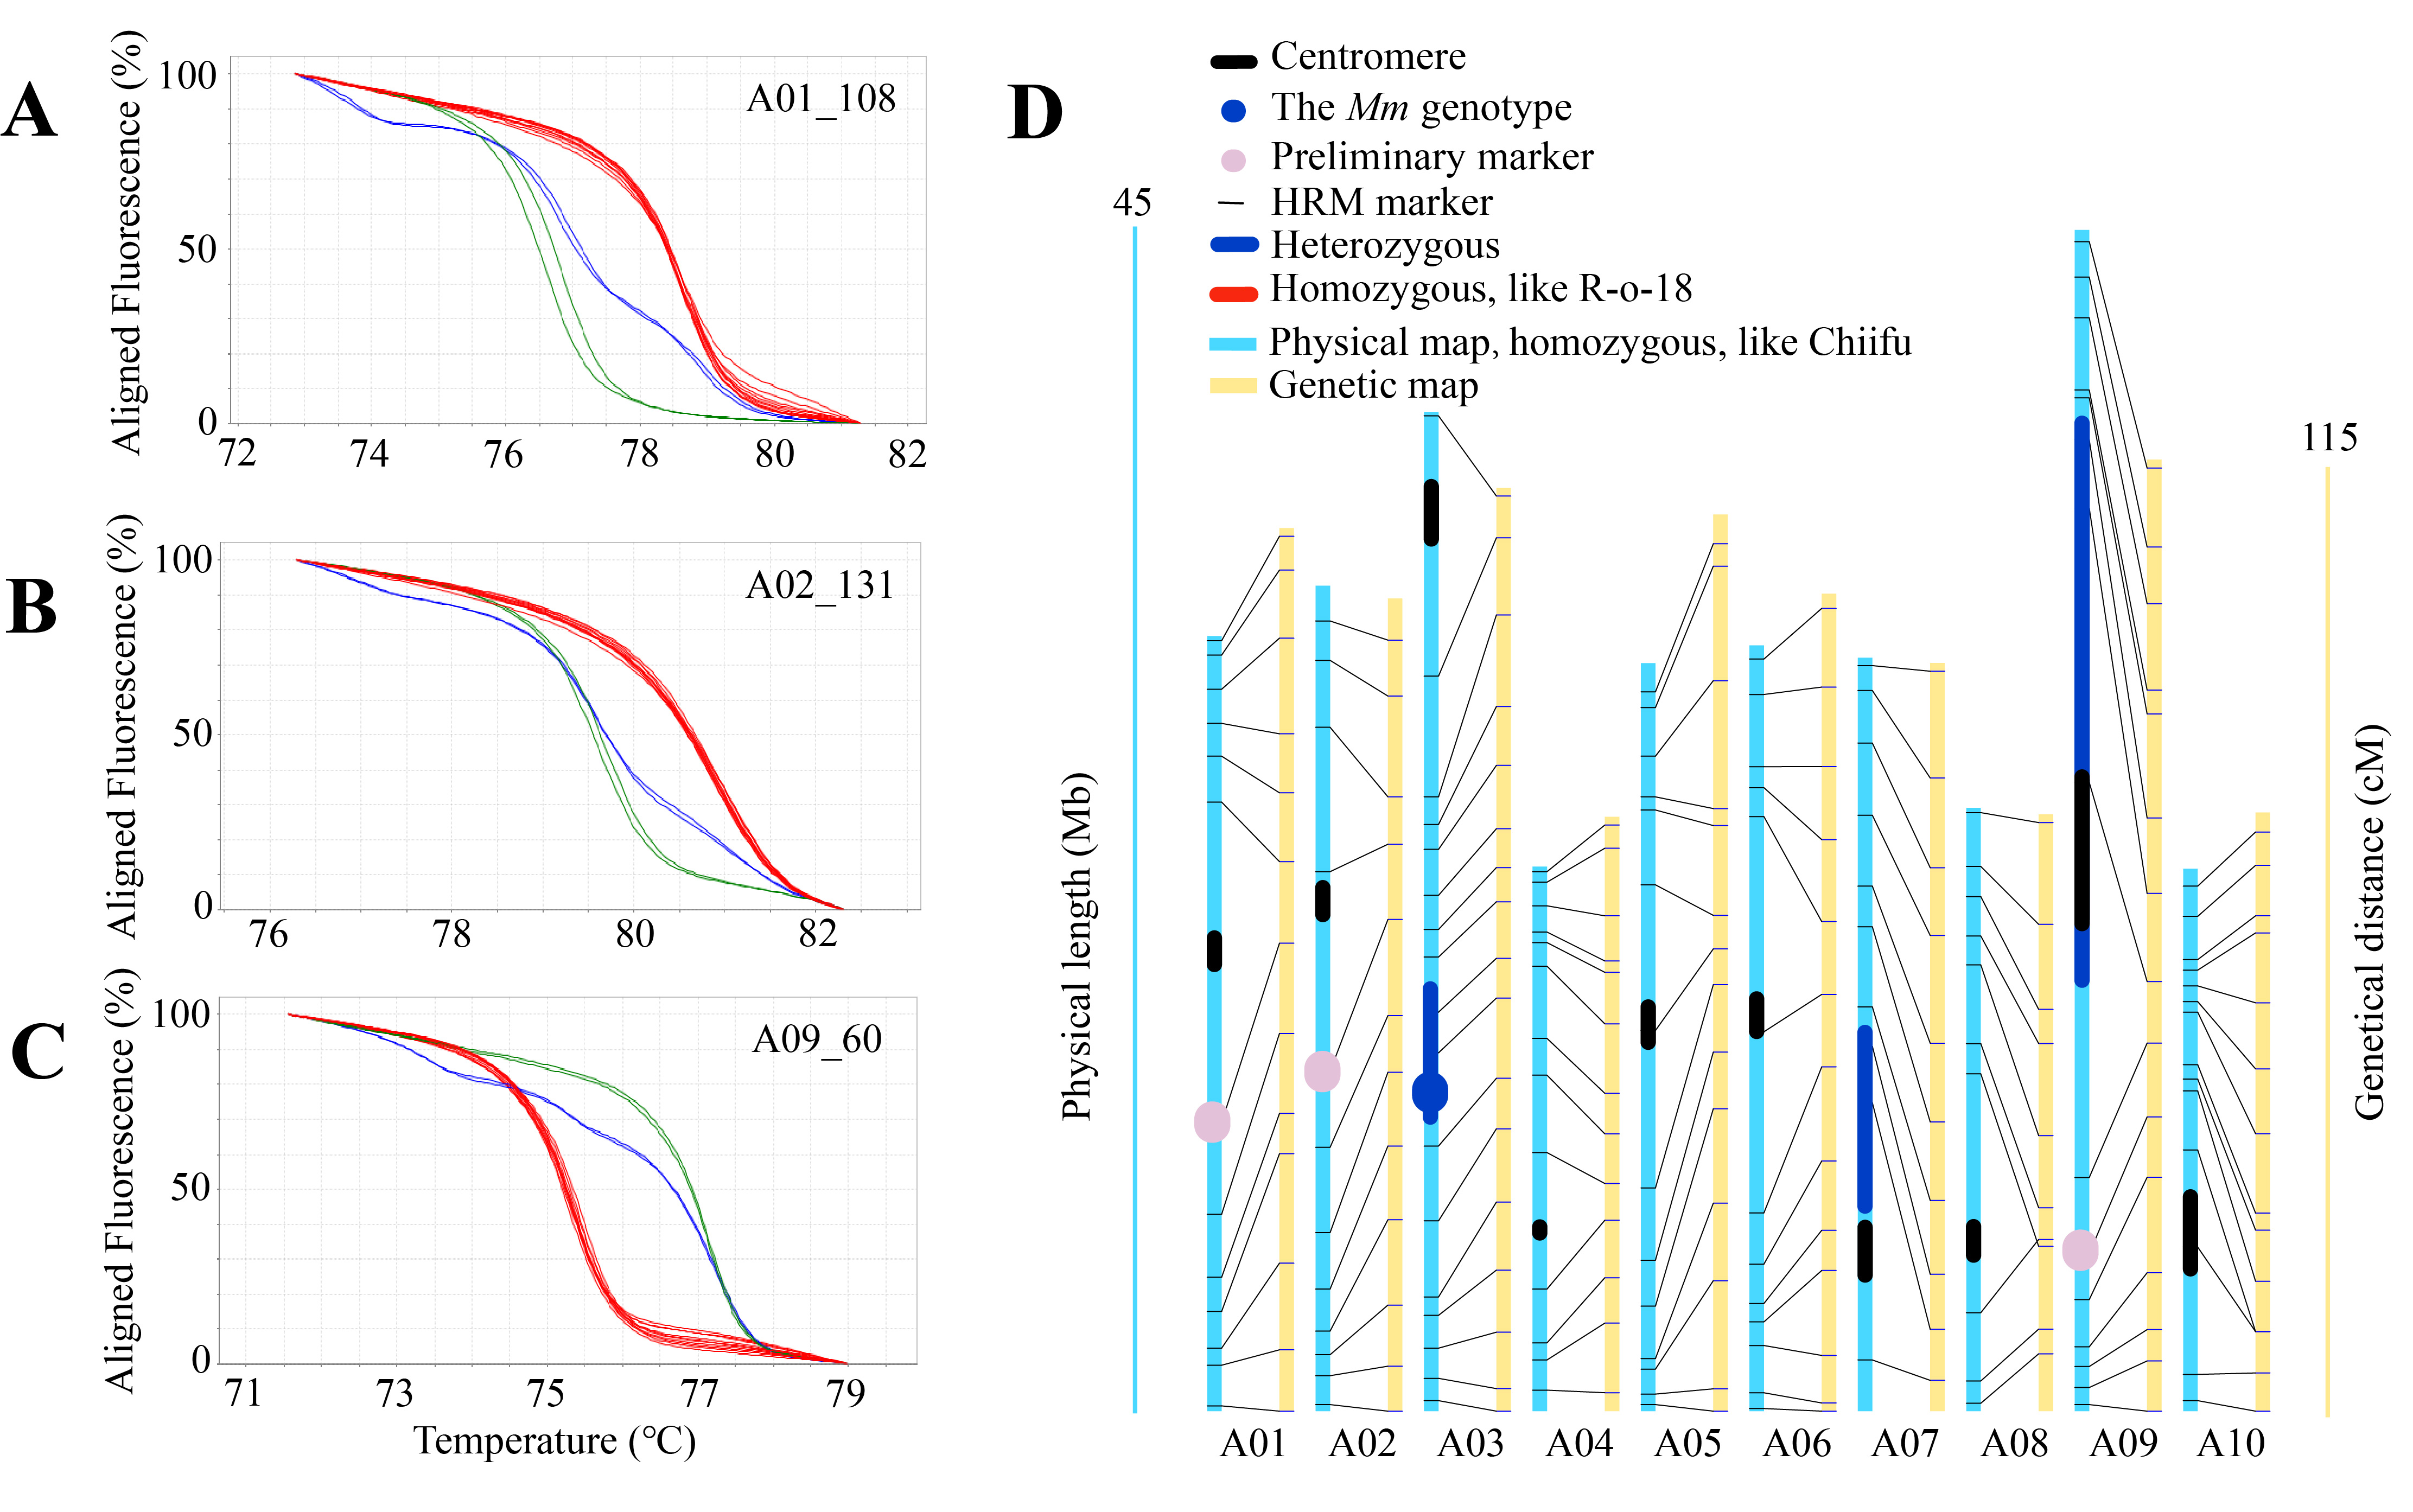 A
Aligned Fluorescence (%)
A01_108
100
50
0
72 74 76 78 80 82
B
Aligned Fluorescence (%)
A02_131
100
50
0
76 78 80 82
C
Aligned Fluorescence (%)
A09_60
100
50
0
71 73 75 77 79
Temperature (°C)
D
Centromere
The Mm genotype
Preliminary marker
HRM marker
Heterozygous
Homozygous, like R-o-18
Physical map, homozygous, like Chiifu
Genetic map
45
Physical length (Mb)
115
Genetical distance (cM)
A01 A02 A03 A04 A05 A06 A07 A08 A09 A10